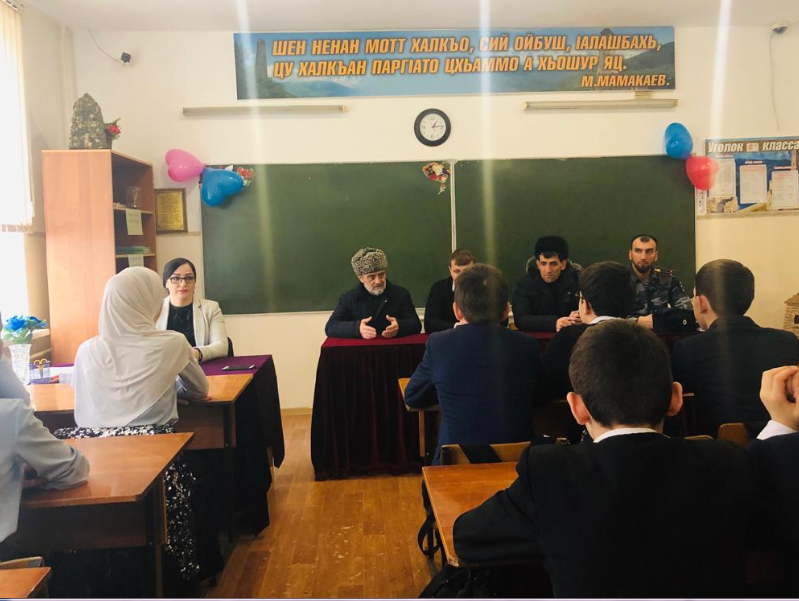 ШЕН НЕНАН МОТТ ХАЛКЪО, СИЙ ОЙБУШ, ІАЛАШБАХЬ,
ЦУ ХАЛКЪАН ПАРГІАТО ЦХЬАММО А ХЬОШУР ЯЦ.
М.МАМАКАЕВ.
Уголок класса